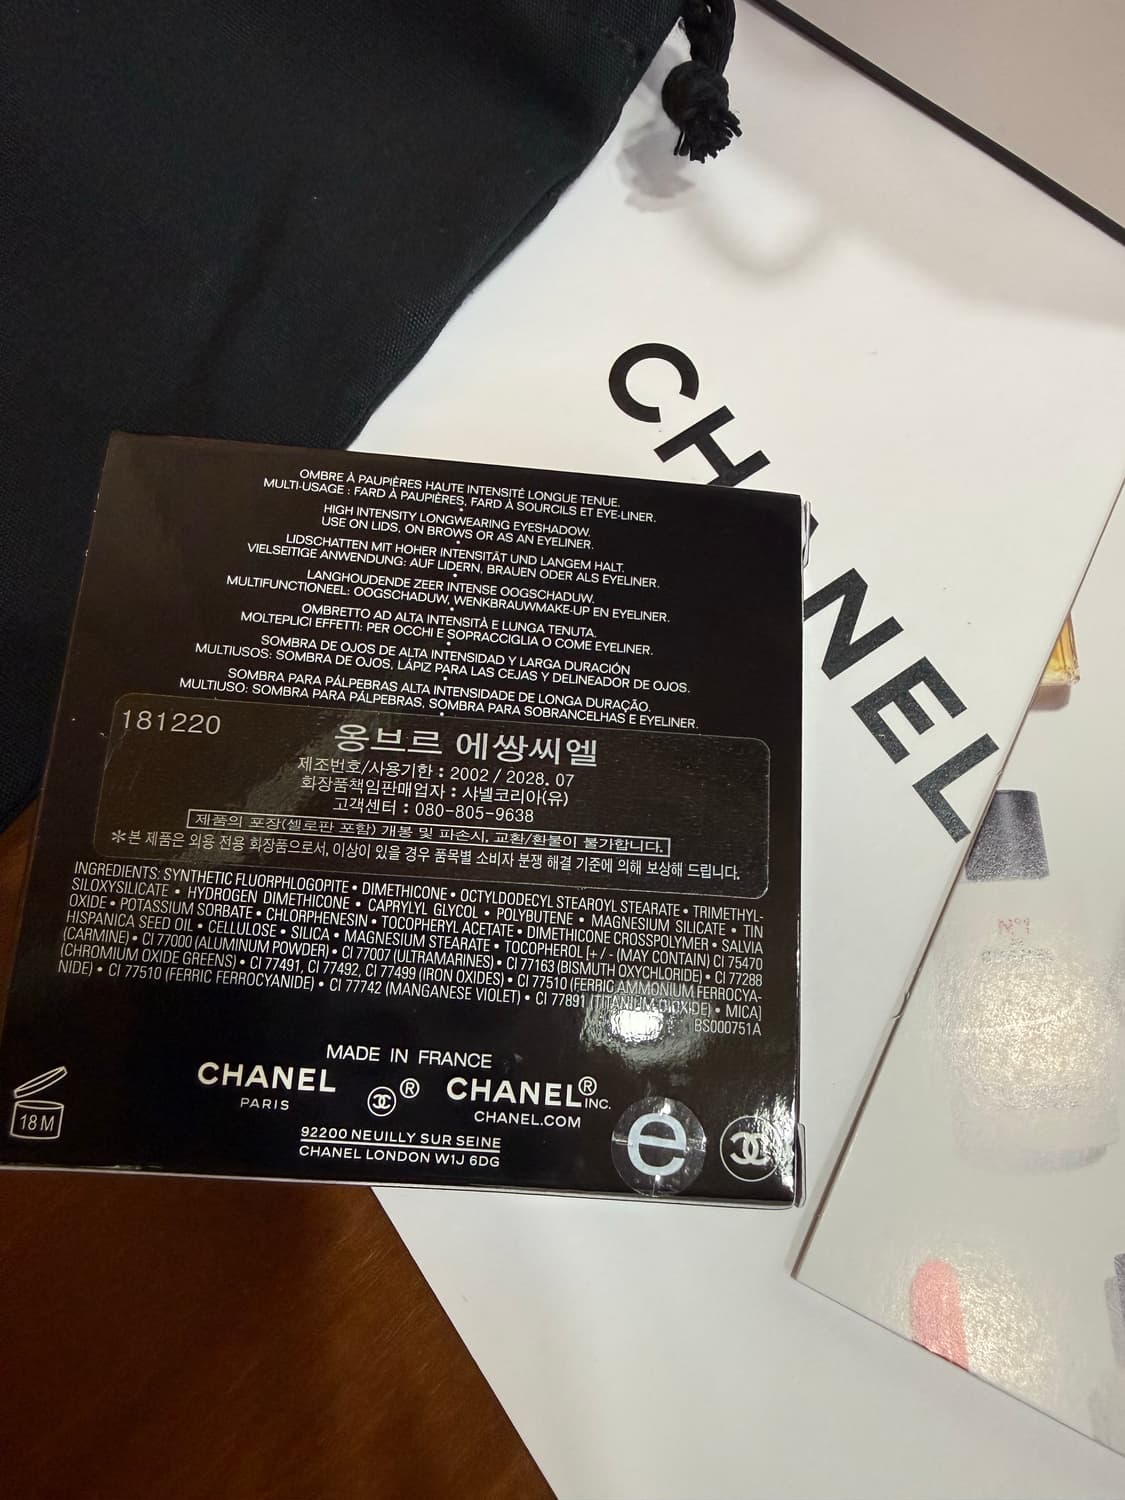 CHANEL
OMBRE À PAUPIÈRES HAUTE INTENSITÉ LONGUE TENUE.
MULTI-USAGE : FARD À PAUPIÈRES, FARD À SOURCILS ET EYE-LINER.
HIGH INTENSITY LONGWEARING EYESHADOW.
USE ON LIDS, ON BROWS OR AS AN EYELINER.
LIDSCHATTEN MIT HOHER INTENSITÄT UND LANGEM HALT.
VIELSEITIGE ANWENDUNG: AUF LIDERN, BRAUEN ODER ALS EYELINER.
LANGHOUDENDE ZEER INTENSE OOGSCHADUW.
MULTIFUNCTIONEEL: OOGSCHADUW, WENKBRAUWMAKE-UP EN EYELINER.
OMBRETTO AD ALTA INTENSITÀ E LUNGA TENUTA.
MOLTEPLICI EFFETTI: PER OCCHI E SOPRACCIGLIA O COME EYELINER.
SOMBRA DE OJOS DE ALTA INTENSIDAD Y LARGA DURACIÓN
MULTIUSOS: SOMBRA DE OJOS, LÁPIZ PARA LAS CEJAS Y DELINEADOR DE OJOS.
SOMBRA PARA PÁLPEBRAS ALTA INTENSIDADE DE LONGA DURAÇÃO.
MULTIUSO: SOMBRA PARA PÁLPEBRAS, SOMBRA PARA SOBRANCELHAS E EYELINER.
181220
옹브르 에쌍씨엘
제조번호/사용기한 : 2002 / 2028. 07
화장품책임판매업자 : 샤넬코리아(유)
고객센터 : 080-805-9638
제품의 포장(셀로판 포함) 개봉 및 파손시, 교환/환불이 불가합니다.
*본 제품은 외용 전용 화장품으로서, 이상이 있을 경우 품목별 소비자 분쟁 해결 기준에 의해 보상해 드립니다.
INGREDIENTS: SYNTHETIC FLUORPHLOGOPITE • DIMETHICONE • OCTYLDODECYL STEAROYL STEARATE • TRIMETHYL-
SILOXYSILICATE • HYDROGEN DIMETHICONE • CAPRYLYL GLYCOL • POLYBUTENE • MAGNESIUM SILICATE • TIN
OXIDE • POTASSIUM SORBATE • CHLORPHENESIN • TOCOPHERYL ACETATE • DIMETHICONE CROSSPOLYMER • SALVIA
HISPANICA SEED OIL • CELLULOSE • SILICA • MAGNESIUM STEARATE • TOCOPHEROL [+ / - (MAY CONTAIN) CI 75470
(CARMINE) • CI 77000 (ALUMINUM POWDER) • CI 77007 (ULTRAMARINES) • CI 77163 (BISMUTH OXYCHLORIDE) • CI 77288
(CHROMIUM OXIDE GREENS) • CI 77491, CI 77492, CI 77499 (IRON OXIDES) • CI 77510 (FERRIC AMMONIUM FERROCYA-
NIDE) • CI 77510 (FERRIC FERROCYANIDE) • CI 77742 (MANGANESE VIOLET) • CI 77891 (TITANIUM DIOXIDE) • MICA]
BS000751A
MADE IN FRANCE
CHANEL
PARIS
®
CHANEL®
INC.
CHANEL.COM
92200 NEUILLY SUR SEINE
CHANEL LONDON W1J 6DG
18 M
e
N°1